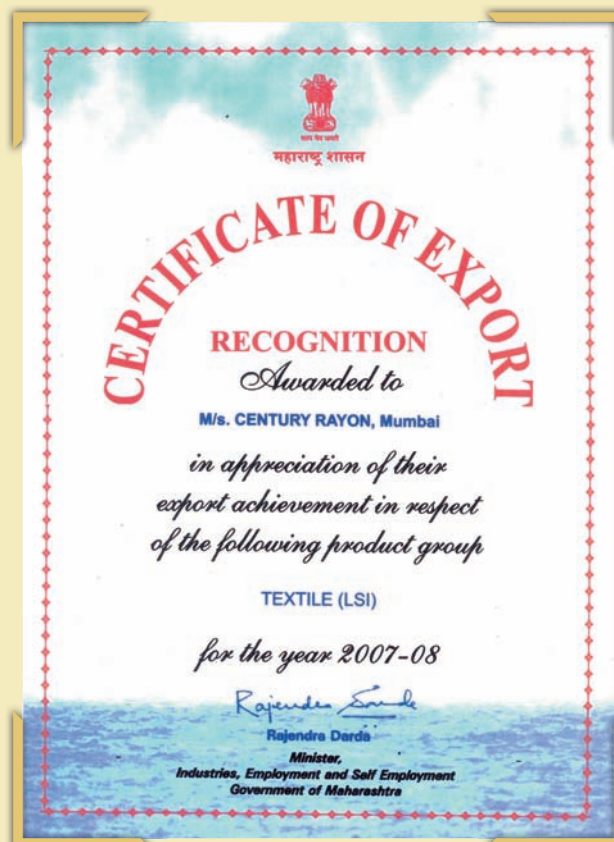 सत्यमेव जयते
महाराष्ट्र शासन
CERTIFICATE OF EXPORT
RECOGNITION
Awarded to
M/s. CENTURY RAYON, Mumbai
in appreciation of their
export achievement in respect
of the following product group
TEXTILE (LSI)
for the year 2007-08
Rajendra Darda
Rajendra Darda
Minister,
Industries, Employment and Self Employment
Government of Maharashtra